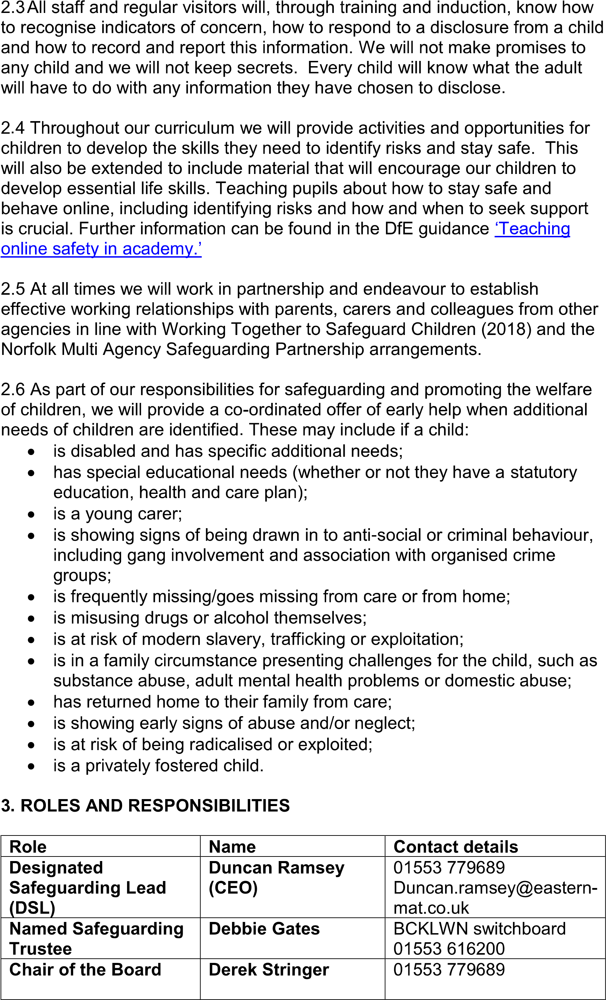 2.3 All staff and regular visitors will, through training and induction, know how
to recognise indicators of concern, how to respond to a disclosure from a child
and how to record and report this information. We will not make promises to
any child and we will not keep secrets.  Every child will know what the adult
will have to do with any information they have chosen to disclose.
2.4 Throughout our curriculum we will provide activities and opportunities for
children to develop the skills they need to identify risks and stay safe.  This
will also be extended to include material that will encourage our children to
develop essential life skills. Teaching pupils about how to stay safe and
behave online, including identifying risks and how and when to seek support
is crucial. Further information can be found in the DfE guidance ‘Teaching
online safety in academy.’
2.5 At all times we will work in partnership and endeavour to establish
effective working relationships with parents, carers and colleagues from other
agencies in line with Working Together to Safeguard Children (2018) and the
Norfolk Multi Agency Safeguarding Partnership arrangements.
2.6 As part of our responsibilities for safeguarding and promoting the welfare
of children, we will provide a co-ordinated offer of early help when additional
needs of children are identified. These may include if a child:
• is disabled and has specific additional needs;
• has special educational needs (whether or not they have a statutory
education, health and care plan);
• is a young carer;
• is showing signs of being drawn in to anti-social or criminal behaviour,
including gang involvement and association with organised crime
groups;
• is frequently missing/goes missing from care or from home;
• is misusing drugs or alcohol themselves;
• is at risk of modern slavery, trafficking or exploitation;
• is in a family circumstance presenting challenges for the child, such as
substance abuse, adult mental health problems or domestic abuse;
• has returned home to their family from care;
• is showing early signs of abuse and/or neglect;
• is at risk of being radicalised or exploited;
• is a privately fostered child.
3. ROLES AND RESPONSIBILITIES
Role Name Contact details
Designated Duncan Ramsey 01553 779689
Safeguarding Lead (CEO) Duncan.ramsey@eastern-
(DSL) mat.co.uk
Named Safeguarding Debbie Gates BCKLWN switchboard
Trustee 01553 616200
Chair of the Board Derek Stringer 01553 779689